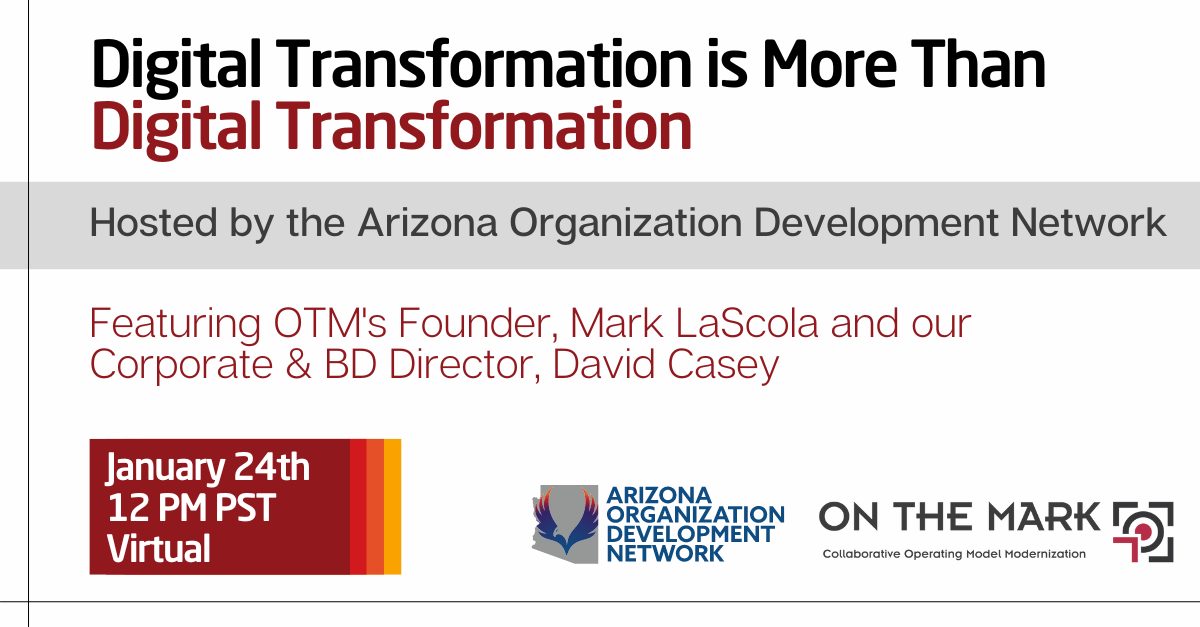 Digital Transformation is More Than
Digital Transformation
Hosted by the Arizona Organization Development Network
Featuring OTM's Founder, Mark LaScola and our
Corporate & BD Director, David Casey
January 24th
12 PM PST
Virtual
ARIZONA
ORGANIZATION
DEVELOPMENT
NETWORK
ON THE MARK
Collaborative Operating Model Modernization